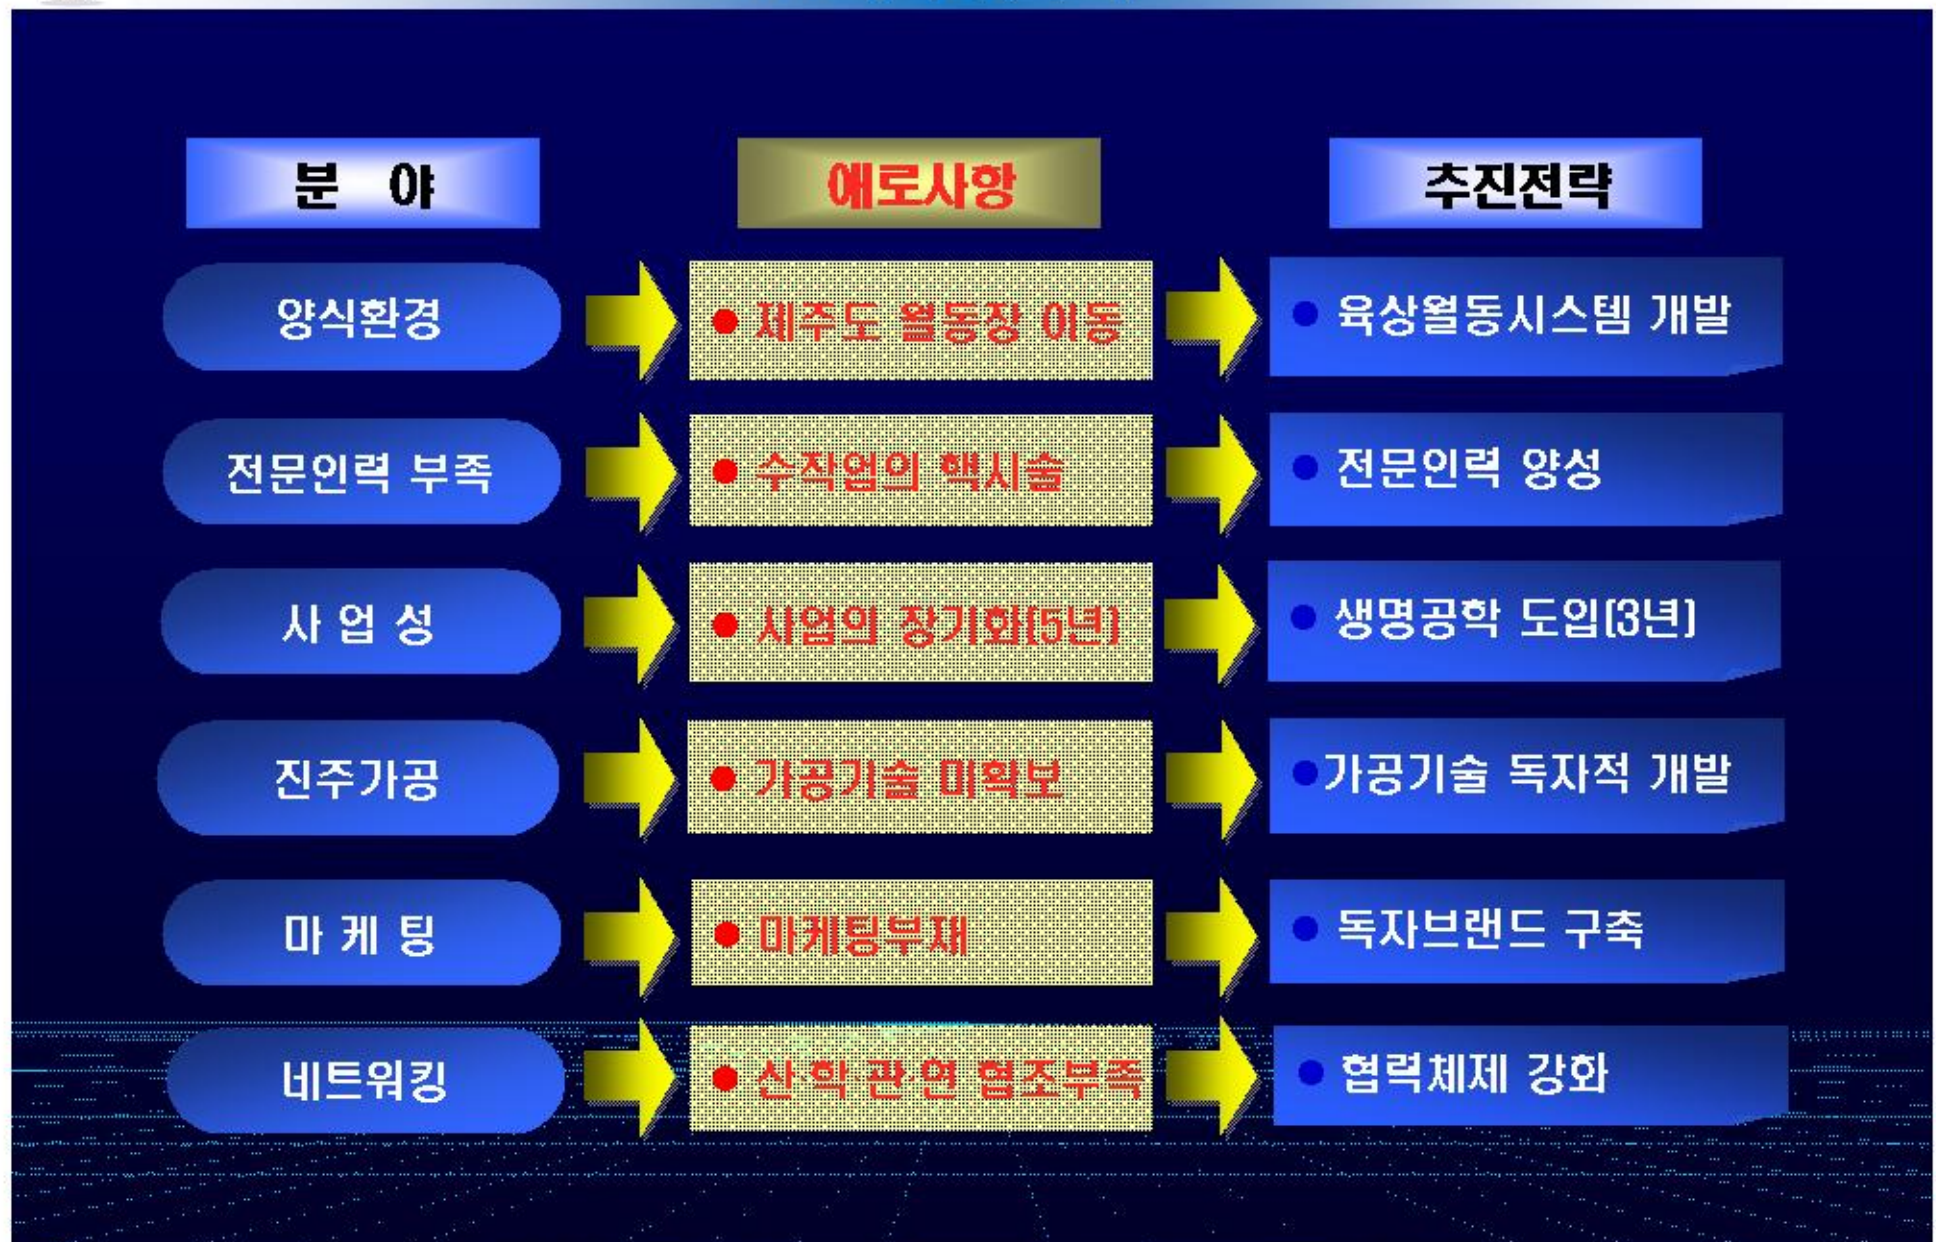 분 야 애로사항 추진전략
양식환경 • 제주도 월동장 이동 • 육상월동시스템 개발
전문인력 부족 • 수작업의 핵시술 • 전문인력 양성
사 업 성 • 사업의 장기화(5년) • 생명공학 도입(3년)
진주가공 • 가공기술 미확보 • 가공기술 독자적 개발
마 케 팅 • 마케팅부재 • 독자브랜드 구축
네트워킹 • 산·학·관·연 협조부족 • 협력체제 강화